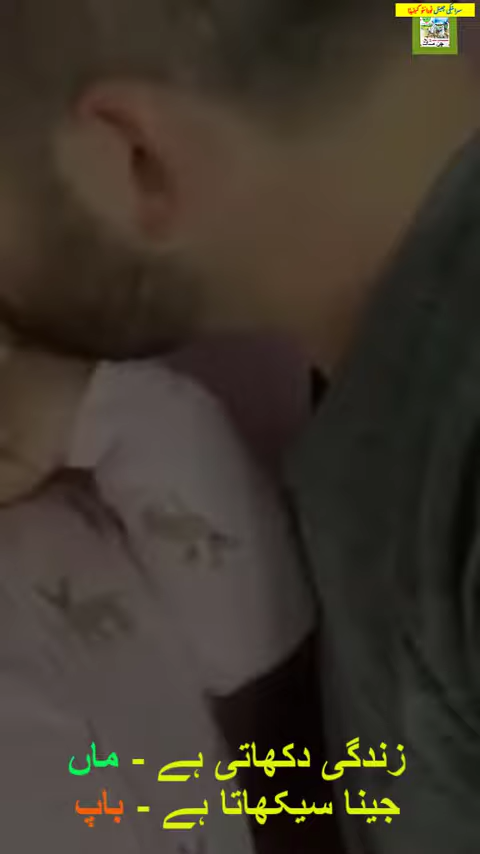 زندگی دکھاتی ہے - ماں
جینا سیکھاتا ہے - باپ